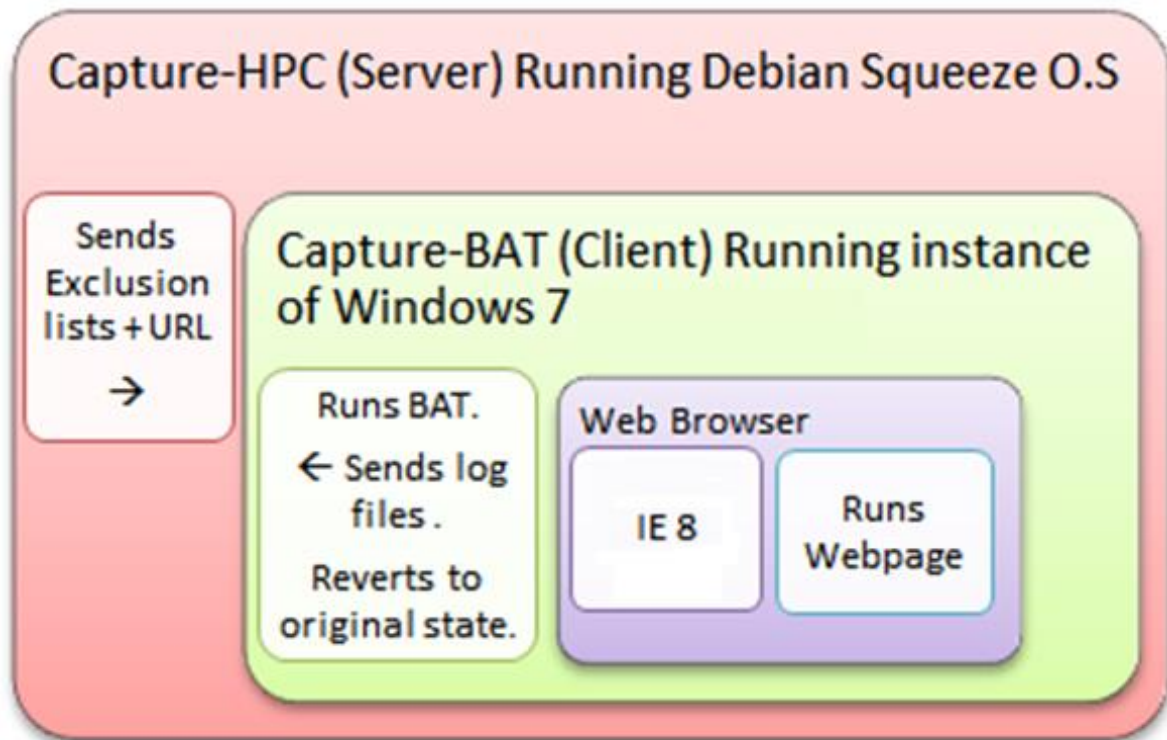 Capture-HPC (Server) Running Debian Squeeze O.S
Sends
Exclusion
lists + URL
→
Capture-BAT (Client) Running instance
of Windows 7
Runs BAT.
← Sends log
files .
Reverts to
original state.
Web Browser
IE 8
Runs
Webpage